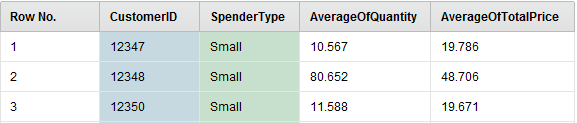 Row No. CustomerID SpenderType AverageOfQuantity AverageOfTotalPrice
1 12347 Small 10.567 19.786
2 12348 Small 80.652 48.706
3 12350 Small 11.588 19.671